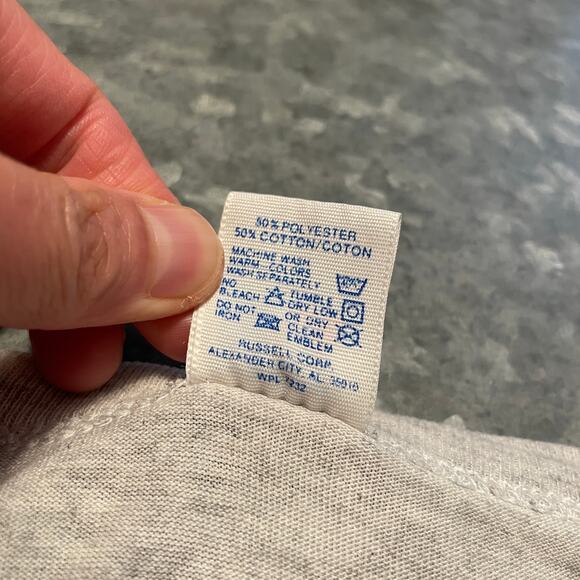 50% POLYESTER
50% COTTON/COTON
MACHINE WASH
WARM - COLORS
WASH SEPARATELY
NO TUMBLE
BLEACH DRY LOW
DO NOT OR DRY
IRON CLEAN
EMBLEM
RUSSELL CORP.
ALEXANDER CITY, AL. 35010
WPL